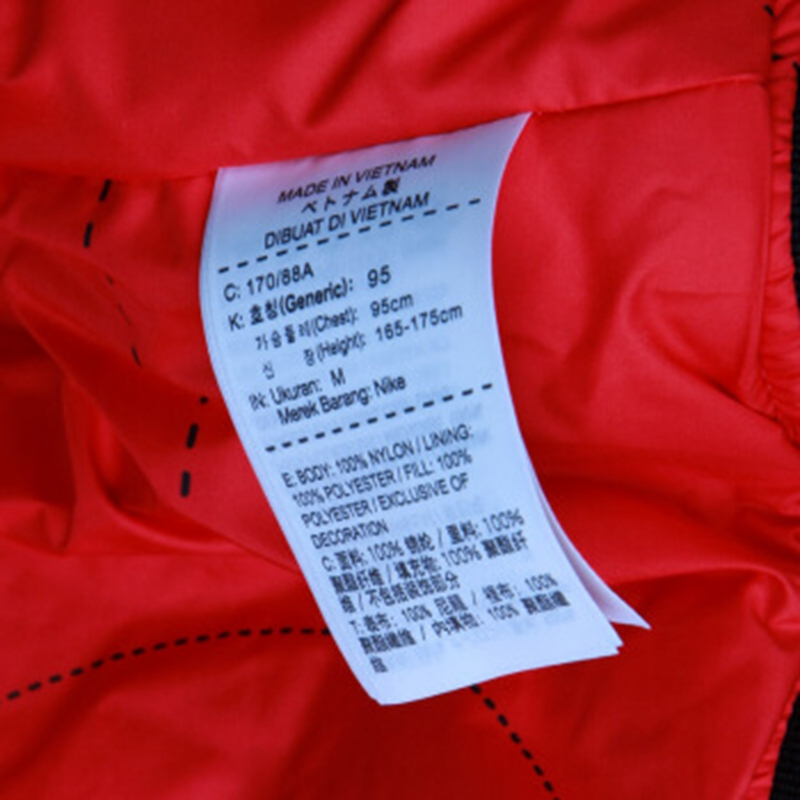 MADE IN VIETNAM
ベトナム製
DIBUAT DI VIETNAM
C: 170/88A
K: 호칭(Generic): 95
가슴둘레(Chest): 95cm
신 장(Height): 165-175cm
IN: Ukuran: M
Merek Barang: Nike
E: BODY: 100% NYLON / LINING:
100% POLYESTER / FILL: 100%
POLYESTER / EXCLUSIVE OF
DECORATION
C: 面料: 100% 锦纶 / 里料: 100%
聚酯纤维 / 填充物: 100% 聚酯纤
维 / 不包括装饰部分
T: 表布: 100% 尼龍 / 裡布: 100%
聚酯纖維 / 內填物: 100% 聚酯纖
維